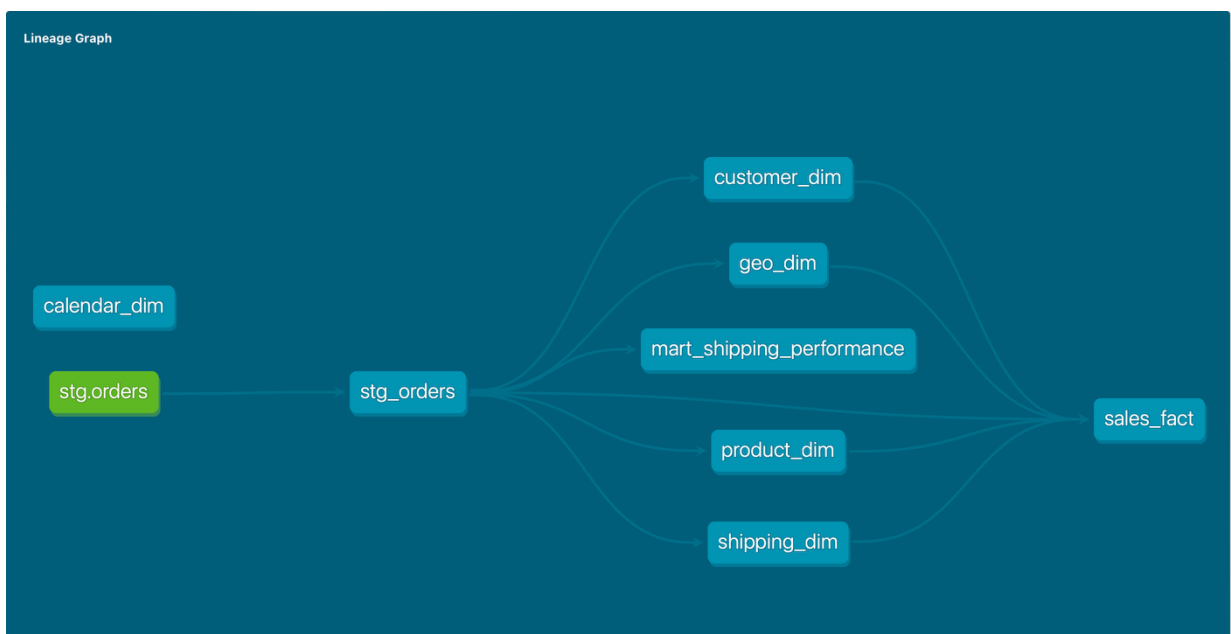 Lineage Graph
customer_dim
geo_dim
calendar_dim
mart_shipping_performance
stg.orders
stg_orders
sales_fact
product_dim
shipping_dim